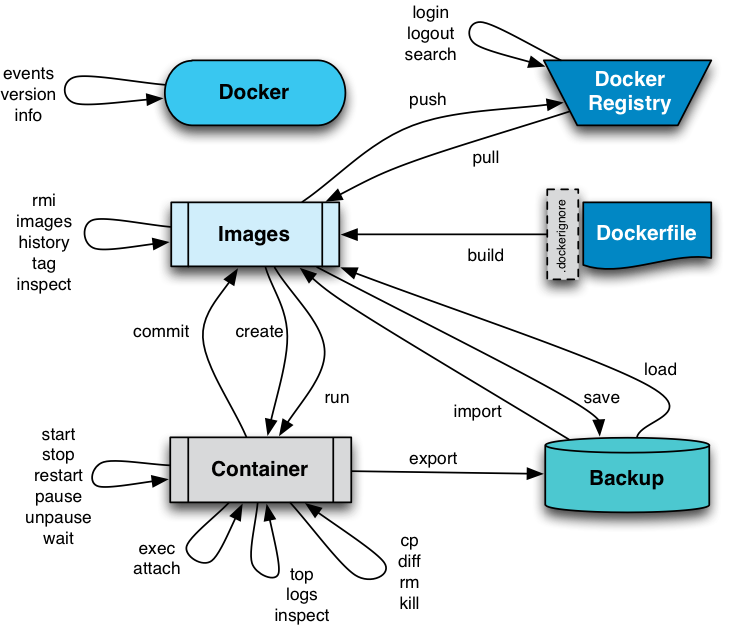 login
logout
search
events
version
info
Docker
Docker
Registry
push
pull
rmi
images
history
tag
inspect
Images
.dockerignore
Dockerfile
build
commit
create
run
load
save
import
start
stop
restart
pause
unpause
wait
Container
export
Backup
exec
attach
top
logs
inspect
cp
diff
rm
kill